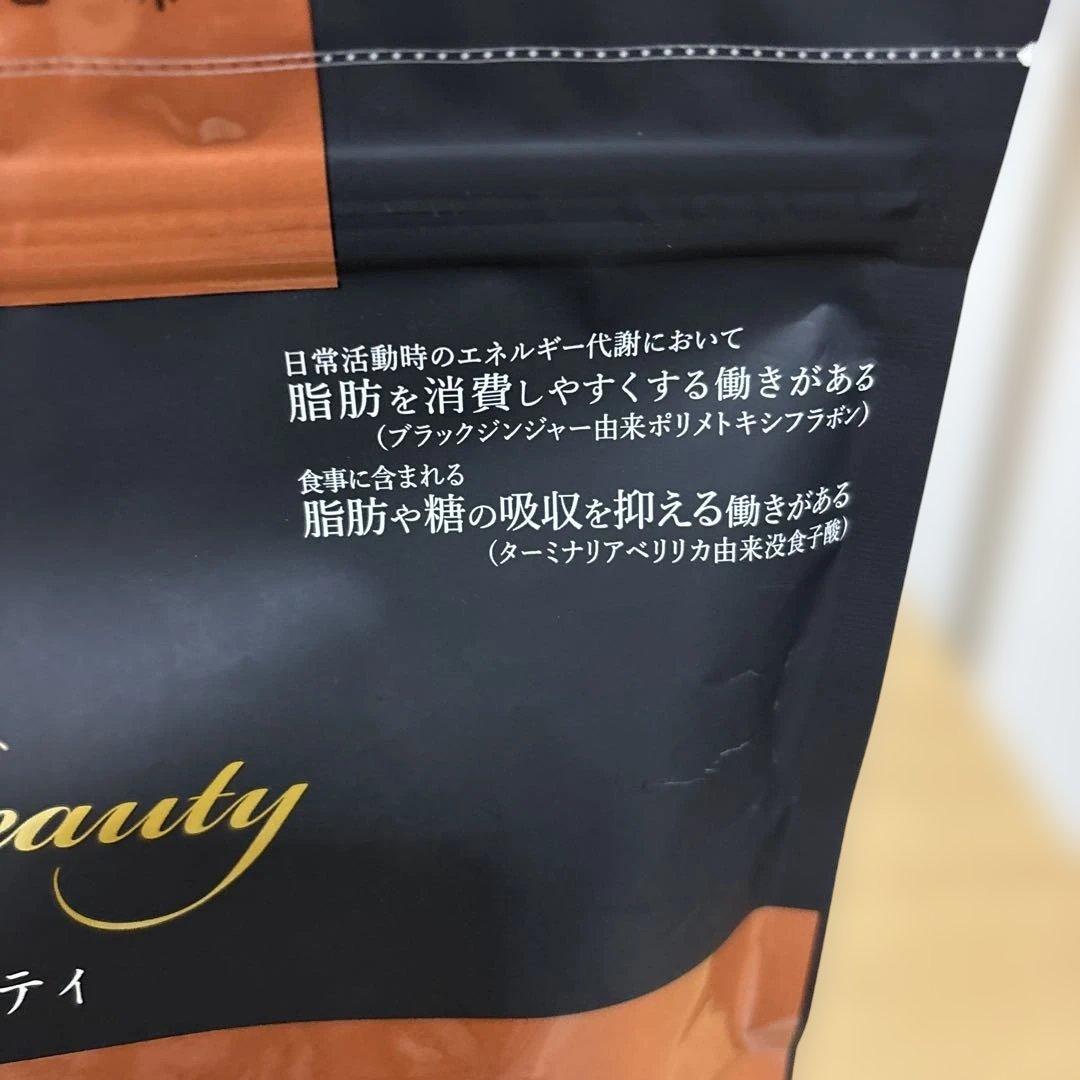 日常活動時のエネルギー代謝において
脂肪を消費しやすくする働きがある
（ブラックジンジャー由来ポリメトキシフラボン）
食事に含まれる
脂肪や糖の吸収を抑える働きがある
（ターミナリアベリリカ由来没食子酸）
eauty
ティ